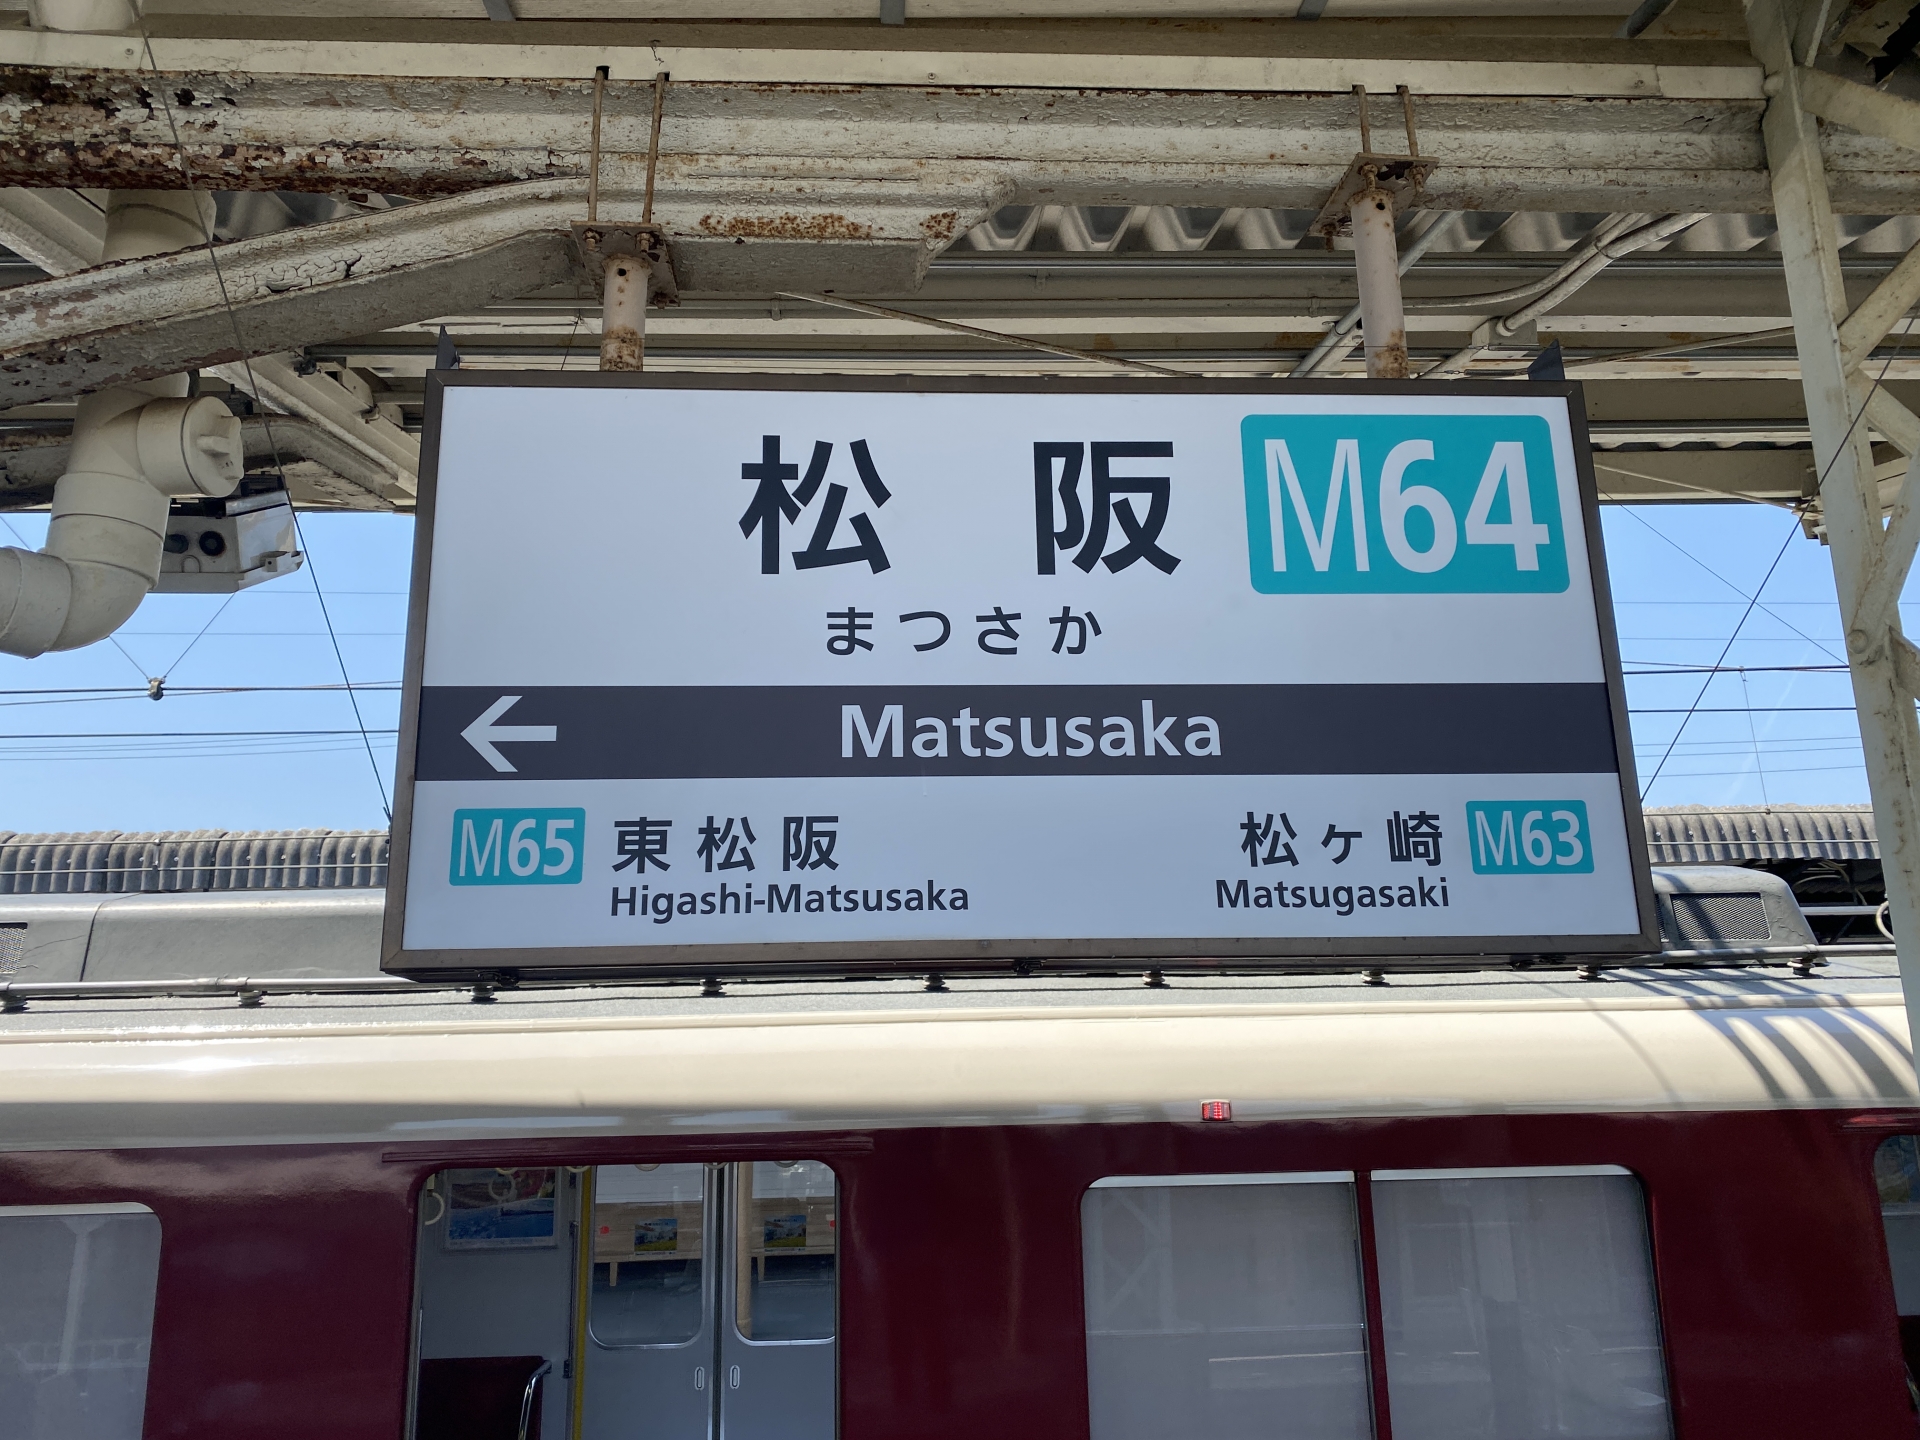 松阪 M64
まつさか
← Matsusaka
M65 東松阪
Higashi-Matsusaka
松ヶ崎 M63
Matsugasaki